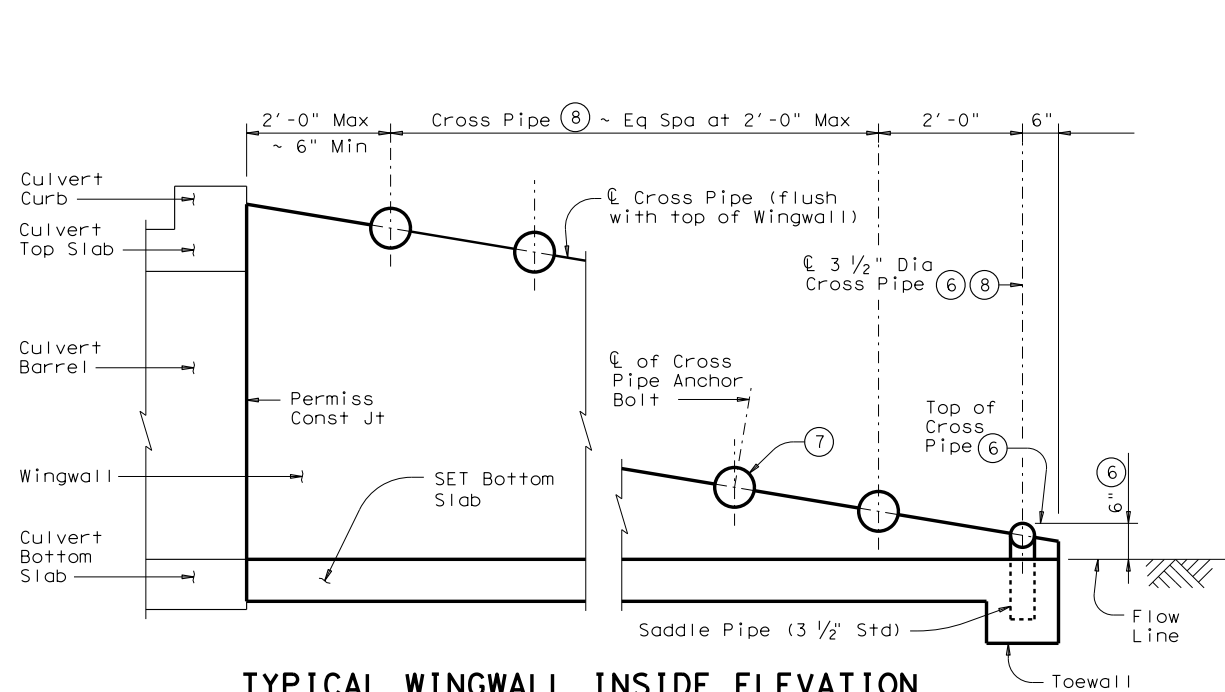 2'-0" Max
~ 6" Min
Cross Pipe 8 ~ Eq Spa at 2'-0" Max
2'-0"
6"
Culvert
Curb
Culvert
Top Slab
℄ Cross Pipe (flush
with top of Wingwall)
℄ 3 ½" Dia
Cross Pipe 6 8
Culvert
Barrel
Permiss
Const Jt
℄ of Cross
Pipe Anchor
Bolt
Top of
Cross
Pipe 6
7
6" 6
Wingwall
SET Bottom
Slab
Culvert
Bottom
Slab
Saddle Pipe (3 ½" Std)
Flow
Line
Toewall
TYPICAL WINGWALL INSIDE ELEVATION